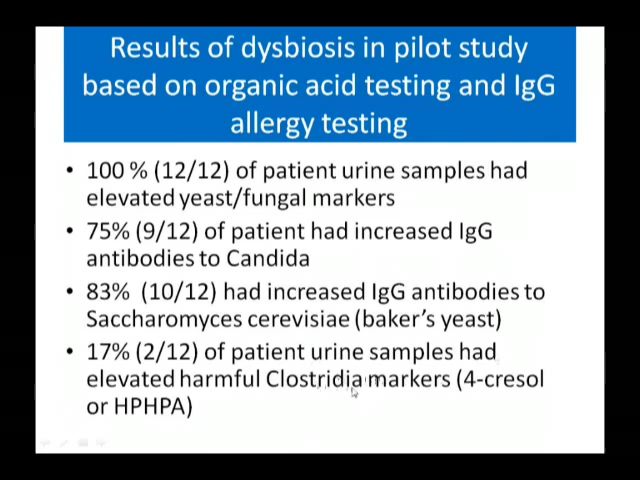 Results of dysbiosis in pilot study
based on organic acid testing and IgG
allergy testing
• 100 % (12/12) of patient urine samples had
elevated yeast/fungal markers
• 75% (9/12) of patient had increased IgG
antibodies to Candida
• 83% (10/12) had increased IgG antibodies to
Saccharomyces cerevisiae (baker's yeast)
• 17% (2/12) of patient urine samples had
elevated harmful Clostridia markers (4-cresol
or HPHPA)